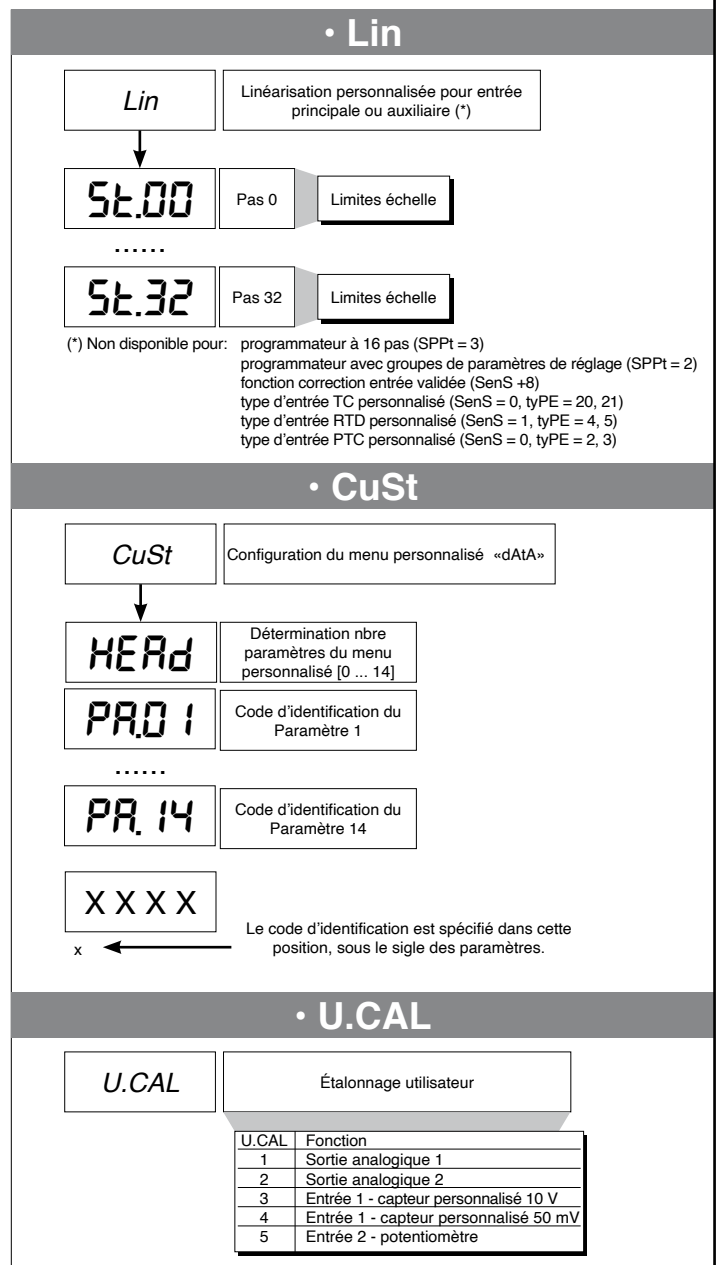 • Lin
Lin
Linéarisation personnalisée pour entrée
principale ou auxiliaire (*)
St.00
Pas 0
Limites échelle
......
St.32
Pas 32
Limites échelle
(*) Non disponible pour: programmateur à 16 pas (SPPt = 3)
programmateur avec groupes de paramètres de réglage (SPPt = 2)
fonction correction entrée validée (SenS +8)
type d'entrée TC personnalisé (SenS = 0, tyPE = 20, 21)
type d'entrée RTD personnalisé (SenS = 1, tyPE = 4, 5)
type d'entrée PTC personnalisé (SenS = 0, tyPE = 2, 3)
• CuSt
CuSt
Configuration du menu personnalisé «dAtA»
HEAd
Détermination nbre
paramètres du menu
personnalisé [0 ... 14]
PA.01
Code d'identification du
Paramètre 1
......
PA.14
Code d'identification du
Paramètre 14
X X X X
Le code d'identification est spécifié dans cette
x position, sous le sigle des paramètres.
• U.CAL
U.CAL
Étalonnage utilisateur
U.CAL Fonction
1 Sortie analogique 1
2 Sortie analogique 2
3 Entrée 1 - capteur personnalisé 10 V
4 Entrée 1 - capteur personnalisé 50 mV
5 Entrée 2 - potentiomètre